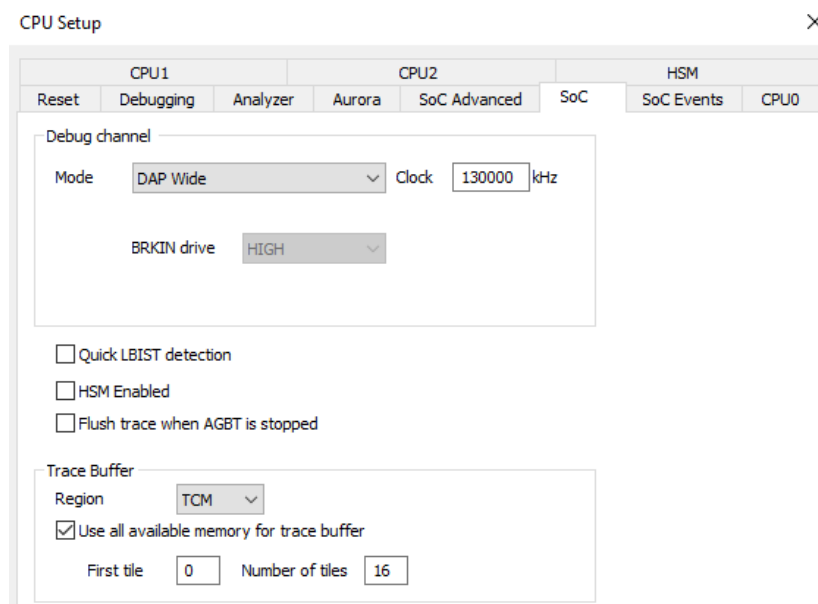 CPU Setup
CPU1 CPU2 HSM
Reset Debugging Analyzer Aurora SoC Advanced SoC SoC Events CPU0
Debug channel
Mode DAP Wide Clock 130000 kHz
BRKIN drive HIGH
Quick LBIST detection
HSM Enabled
Flush trace when AGBT is stopped
Trace Buffer
Region TCM
Use all available memory for trace buffer
First tile 0 Number of tiles 16